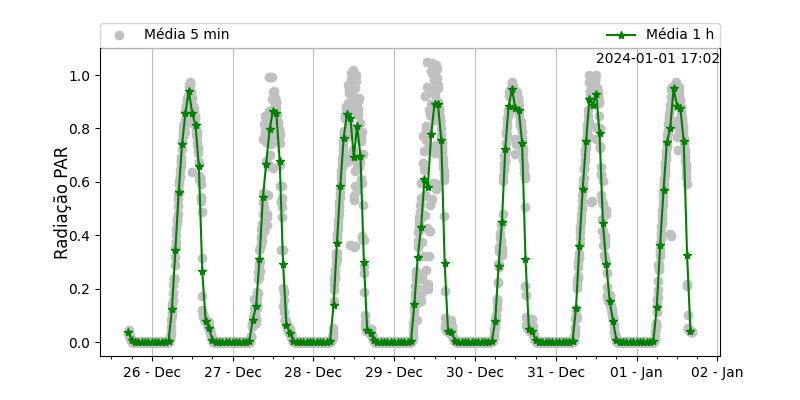 Média 5 min
Média 1 h
2024-01-01 17:02
Radiação PAR
1.0
0.8
0.6
0.4
0.2
0.0
26 - Dec
27 - Dec
28 - Dec
29 - Dec
30 - Dec
31 - Dec
01 - Jan
02 - Jan